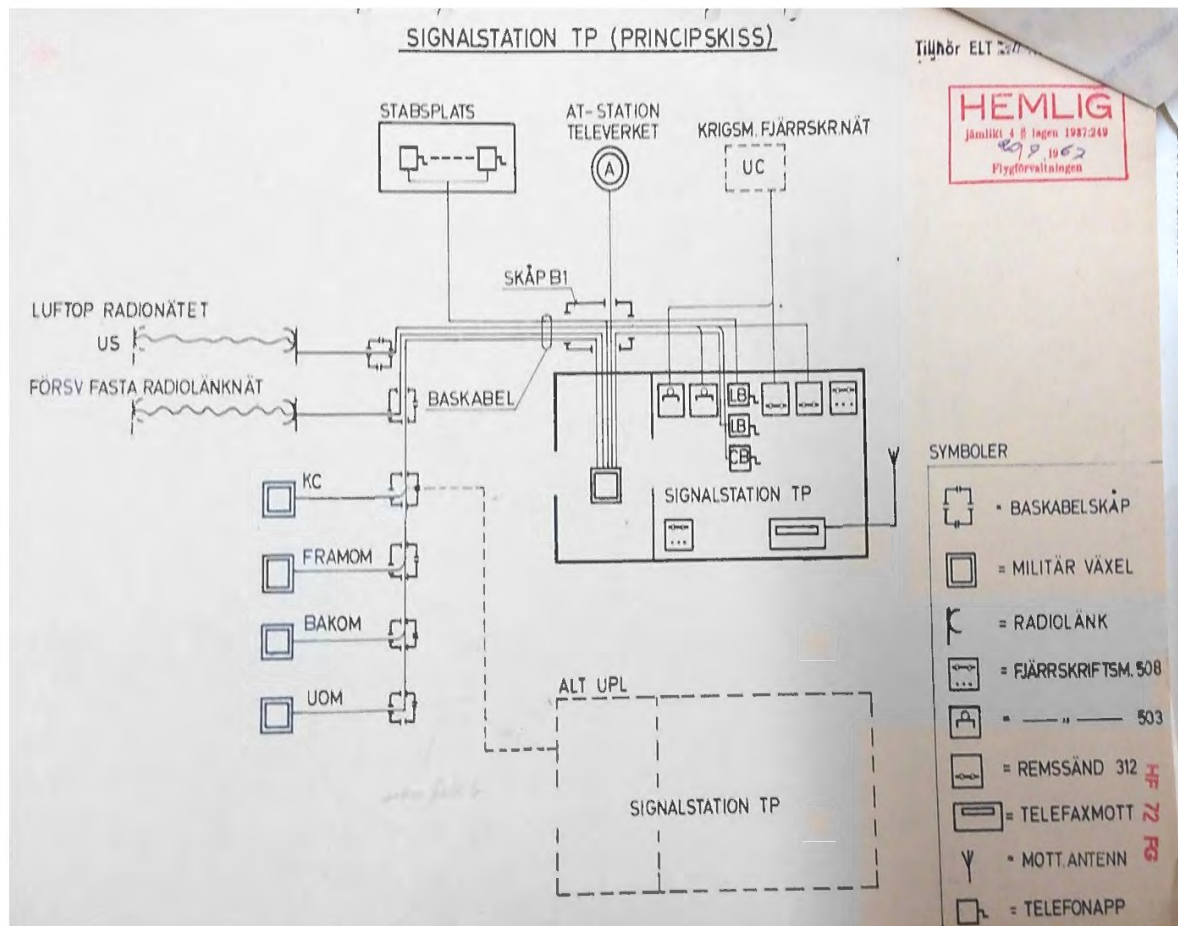 SIGNALSTATION TP (PRINCIPSKISS)
Tillhör ELT
HEMLIG
jämlikt 4 § lagen 1937:249
1967
Flygförvaltningen
STABSPLATS
AT-STATION
TELEVERKET
A
KRIGSM. FJÄRRSKR.NÄT
UC
SKÅP B1
LUFTOP RADIONÄTET
US
FÖRSV FASTA RADIOLÄNKNÄT
BASKABEL
LB
LB
CB
SIGNALSTATION TP
KC
FRAMOM
BAKOM
UOM
ALT UPL
SIGNALSTATION TP
SYMBOLER
= BASKABELSKÅP
= MILITÄR VÄXEL
= RADIOLÄNK
= FJÄRRSKRIFTSM. 508
= — " — 503
= REMSSÄND 312
= TELEFAXMOTT
= MOTT. ANTENN
= TELEFONAPP
HF 72 FG